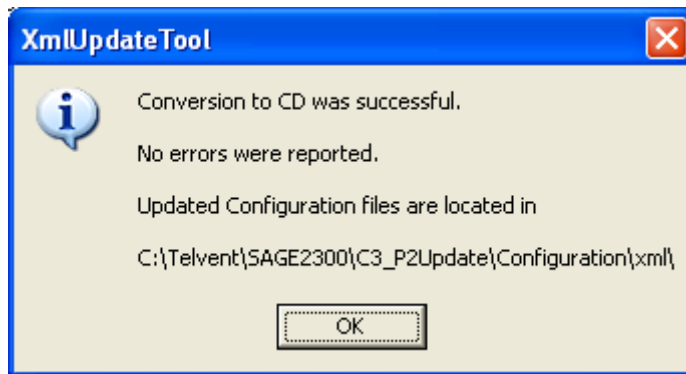 XmlUpdateTool
Conversion to CD was successful.
No errors were reported.
Updated Configuration files are located in
C:\Telvent\SAGE2300\C3_P2Update\Configuration\xml\
OK